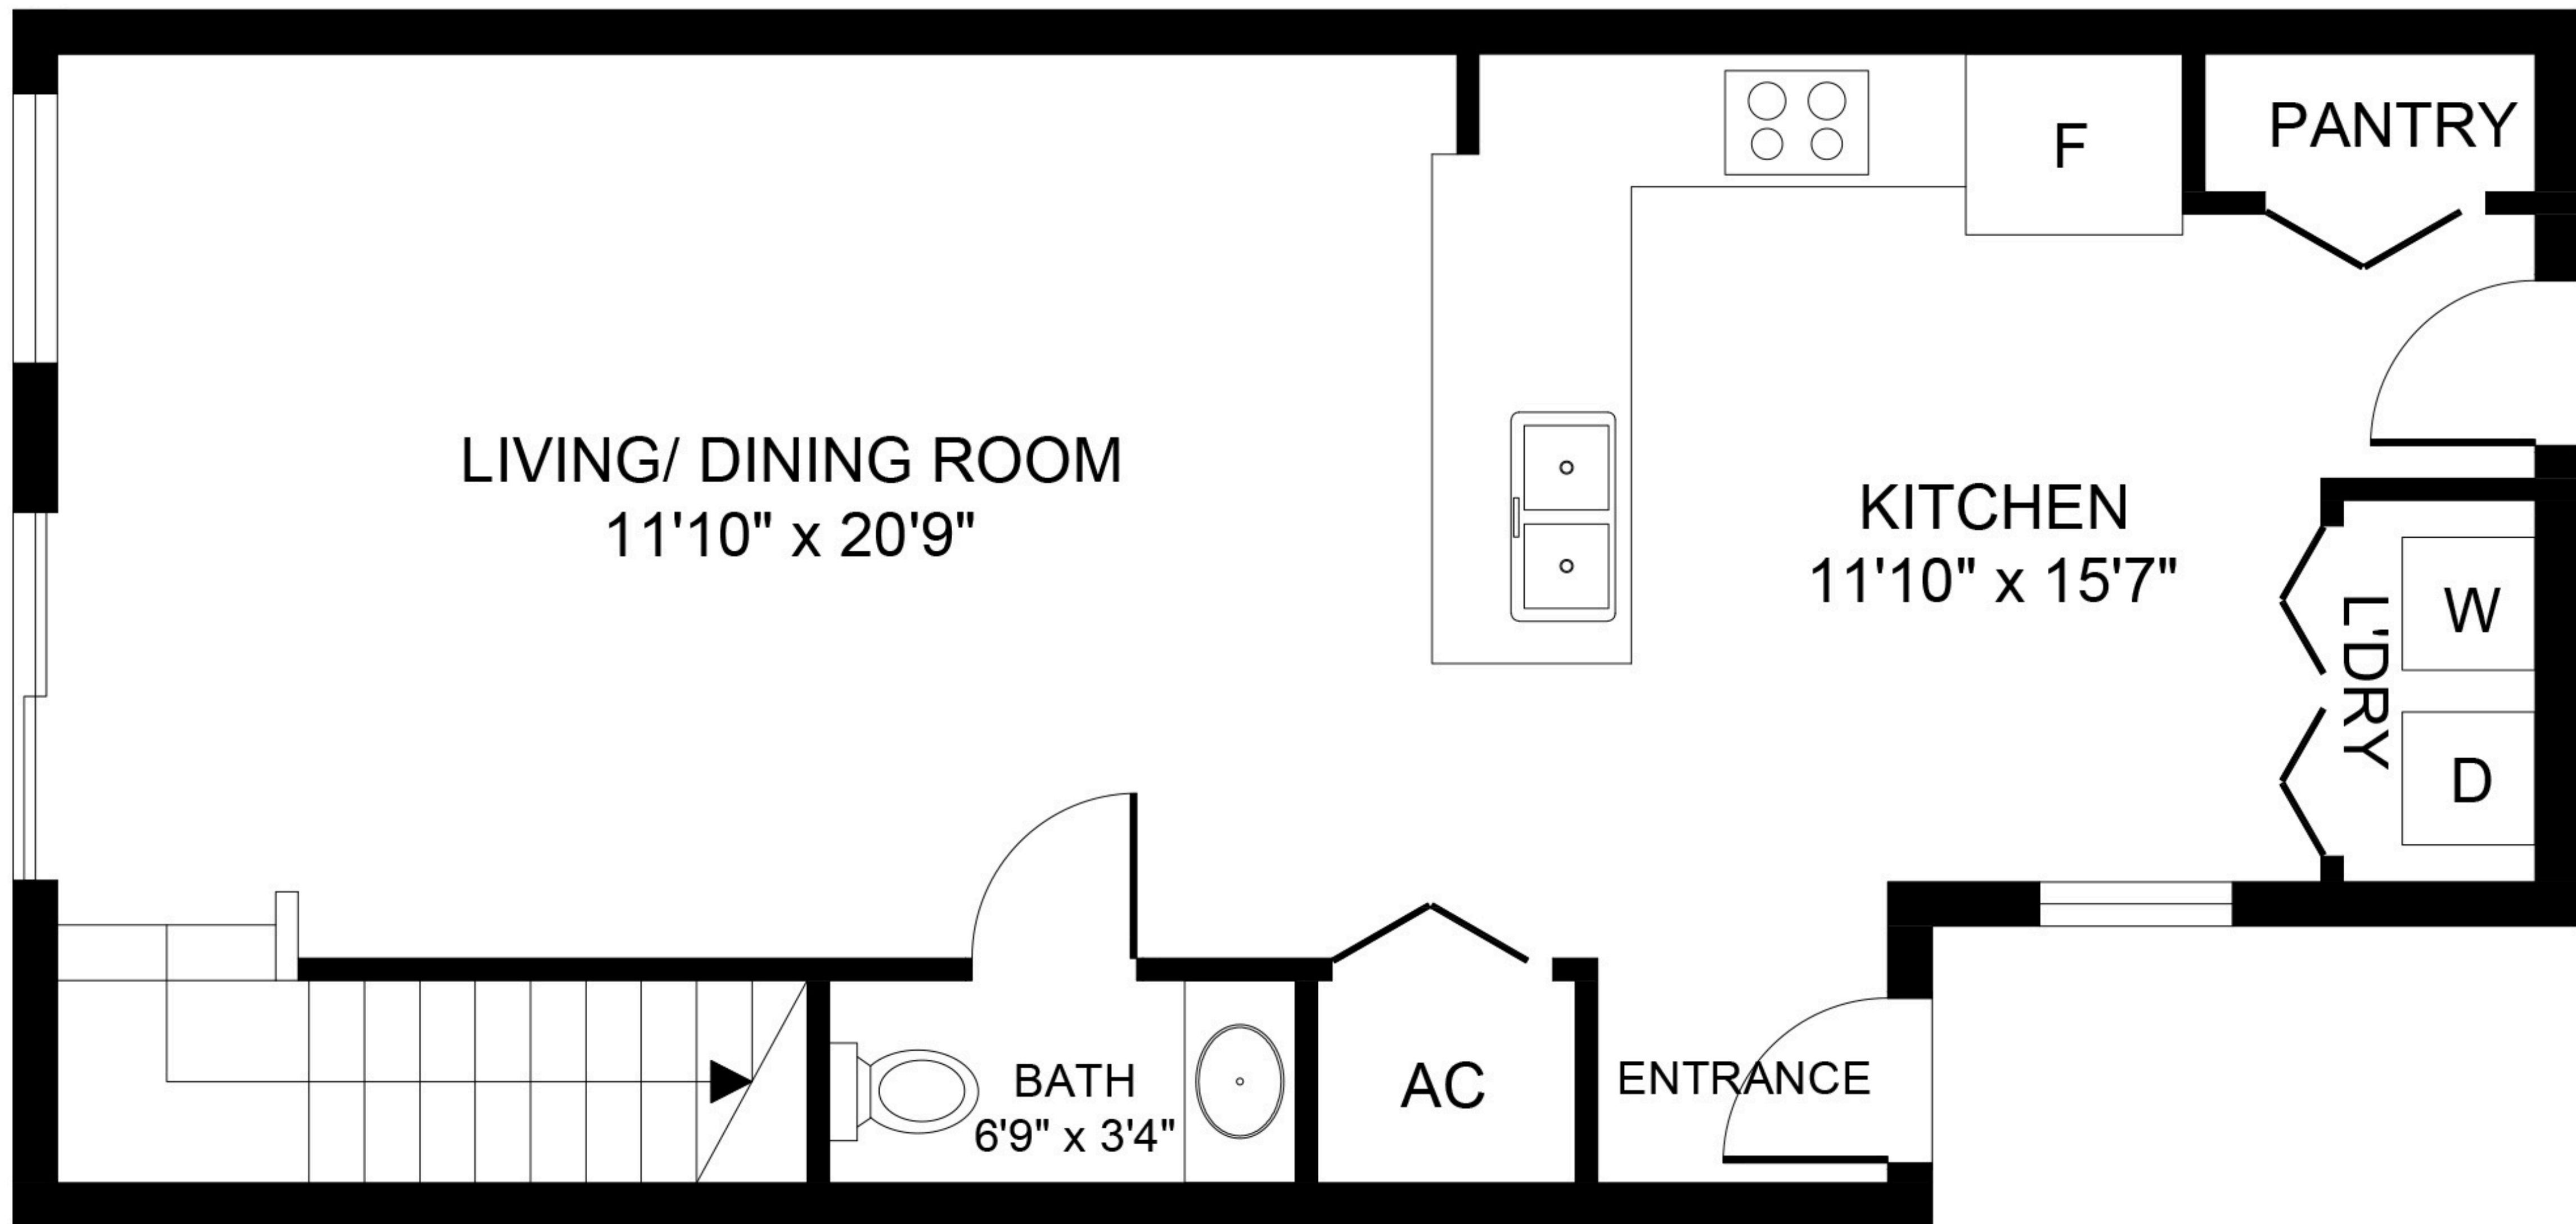 PANTRY
F
LIVING/ DINING ROOM
11'10" x 20'9"
KITCHEN
11'10" x 15'7"
W
L'DRY
D
BATH
6'9" x 3'4"
AC
ENTRANCE